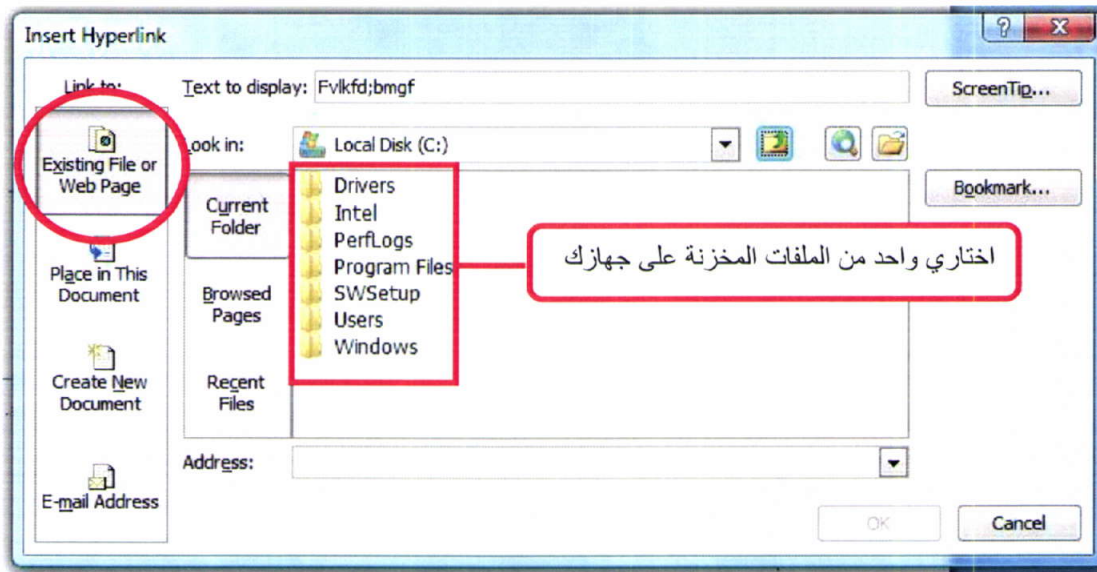 Insert Hyperlink
Link to:
Text to display: Fvlkfd;bmgf
ScreenTip...
Existing File or
Web Page
Look in:
Local Disk (C:)
Current
Folder
Drivers
Intel
PerfLogs
Program Files
SWSetup
Users
Windows
Bookmark...
اختاري واحد من الملفات المخزنة على جهازك
Place in This
Document
Browsed
Pages
Create New
Document
Recent
Files
Address:
E-mail Address
OK
Cancel